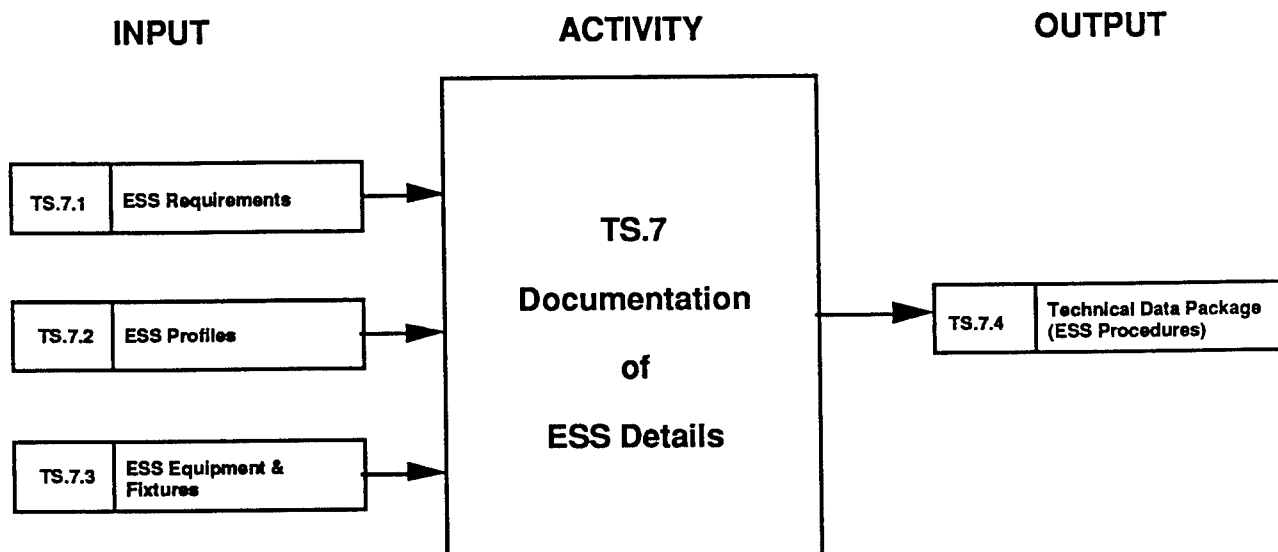 INPUT
ACTIVITY
OUTPUT
TS.7.1
ESS Requirements
TS.7.2
ESS Profiles
TS.7.3
ESS Equipment &
Fixtures
TS.7
Documentation
of
ESS Details
TS.7.4
Technical Data Package
(ESS Procedures)